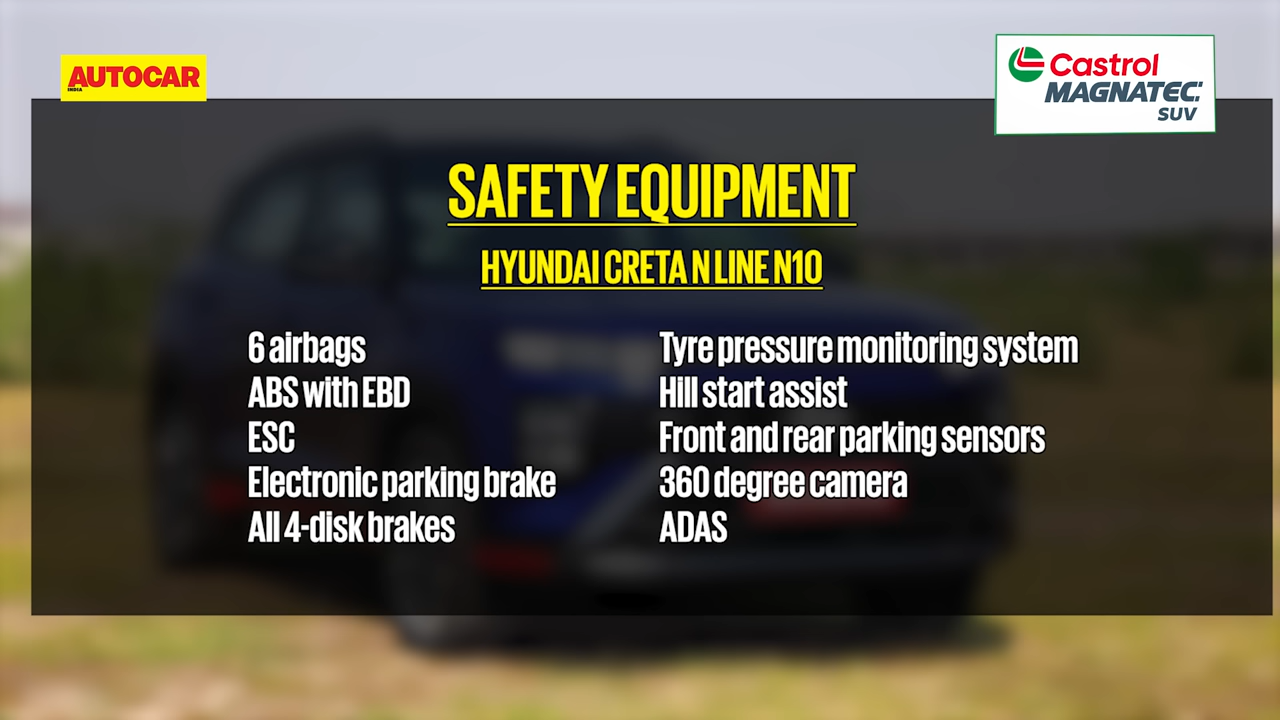 AUTOCAR
INDIA
Castrol
MAGNATEC
SUV
SAFETY EQUIPMENT
HYUNDAI CRETA N LINE N10
6 airbags
ABS with EBD
ESC
Electronic parking brake
All 4-disk brakes
Tyre pressure monitoring system
Hill start assist
Front and rear parking sensors
360 degree camera
ADAS